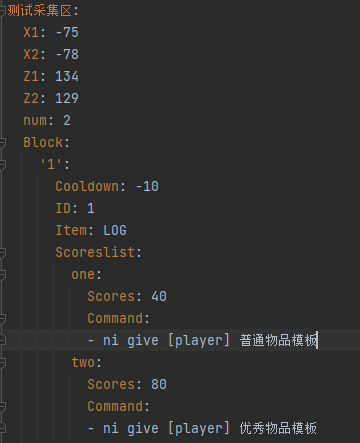 测试采集区:
X1: -75
X2: -78
Z1: 134
Z2: 129
num: 2
Block:
'1':
Cooldown: -10
ID: 1
Item: LOG
Scoreslist:
one:
Scores: 40
Command:
- ni give [player] 普通物品模板
two:
Scores: 80
Command:
- ni give [player] 优秀物品模板